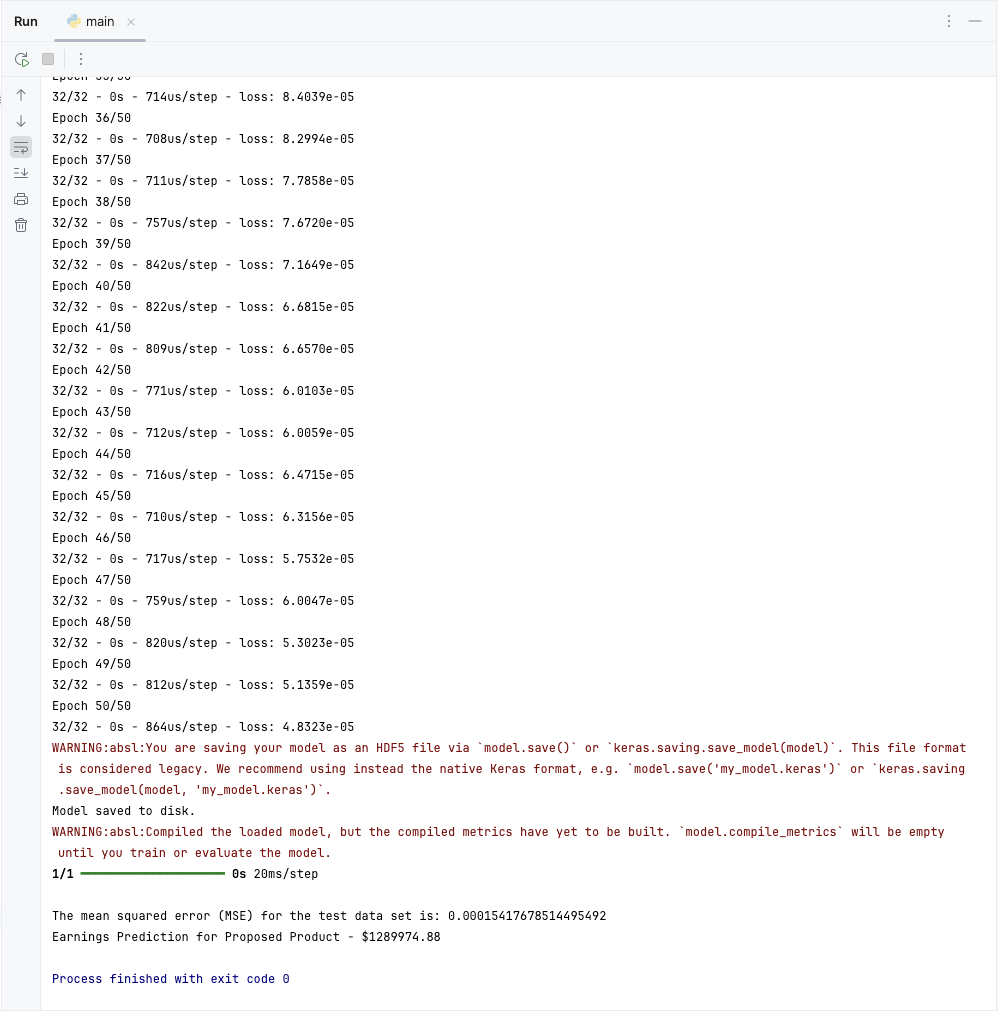 Run main
Epoch 35/50
32/32 - 0s - 714us/step - loss: 8.4039e-05
Epoch 36/50
32/32 - 0s - 708us/step - loss: 8.2994e-05
Epoch 37/50
32/32 - 0s - 711us/step - loss: 7.7858e-05
Epoch 38/50
32/32 - 0s - 757us/step - loss: 7.6720e-05
Epoch 39/50
32/32 - 0s - 842us/step - loss: 7.1649e-05
Epoch 40/50
32/32 - 0s - 822us/step - loss: 6.6815e-05
Epoch 41/50
32/32 - 0s - 809us/step - loss: 6.6570e-05
Epoch 42/50
32/32 - 0s - 771us/step - loss: 6.0103e-05
Epoch 43/50
32/32 - 0s - 712us/step - loss: 6.0059e-05
Epoch 44/50
32/32 - 0s - 716us/step - loss: 6.4715e-05
Epoch 45/50
32/32 - 0s - 710us/step - loss: 6.3156e-05
Epoch 46/50
32/32 - 0s - 717us/step - loss: 5.7532e-05
Epoch 47/50
32/32 - 0s - 759us/step - loss: 6.0047e-05
Epoch 48/50
32/32 - 0s - 820us/step - loss: 5.3023e-05
Epoch 49/50
32/32 - 0s - 812us/step - loss: 5.1359e-05
Epoch 50/50
32/32 - 0s - 864us/step - loss: 4.8323e-05
WARNING:absl:You are saving your model as an HDF5 file via `model.save()` or `keras.saving.save_model(model)`. This file format
is considered legacy. We recommend using instead the native Keras format, e.g. `model.save('my_model.keras')` or `keras.saving
.save_model(model, 'my_model.keras')`.
Model saved to disk.
WARNING:absl:Compiled the loaded model, but the compiled metrics have yet to be built. `model.compile_metrics` will be empty
until you train or evaluate the model.
1/1 ━━━━━━━━━━━━━━━━━━━━ 0s 20ms/step
The mean squared error (MSE) for the test data set is: 0.00015417678514495492
Earnings Prediction for Proposed Product - $1289974.88
Process finished with exit code 0